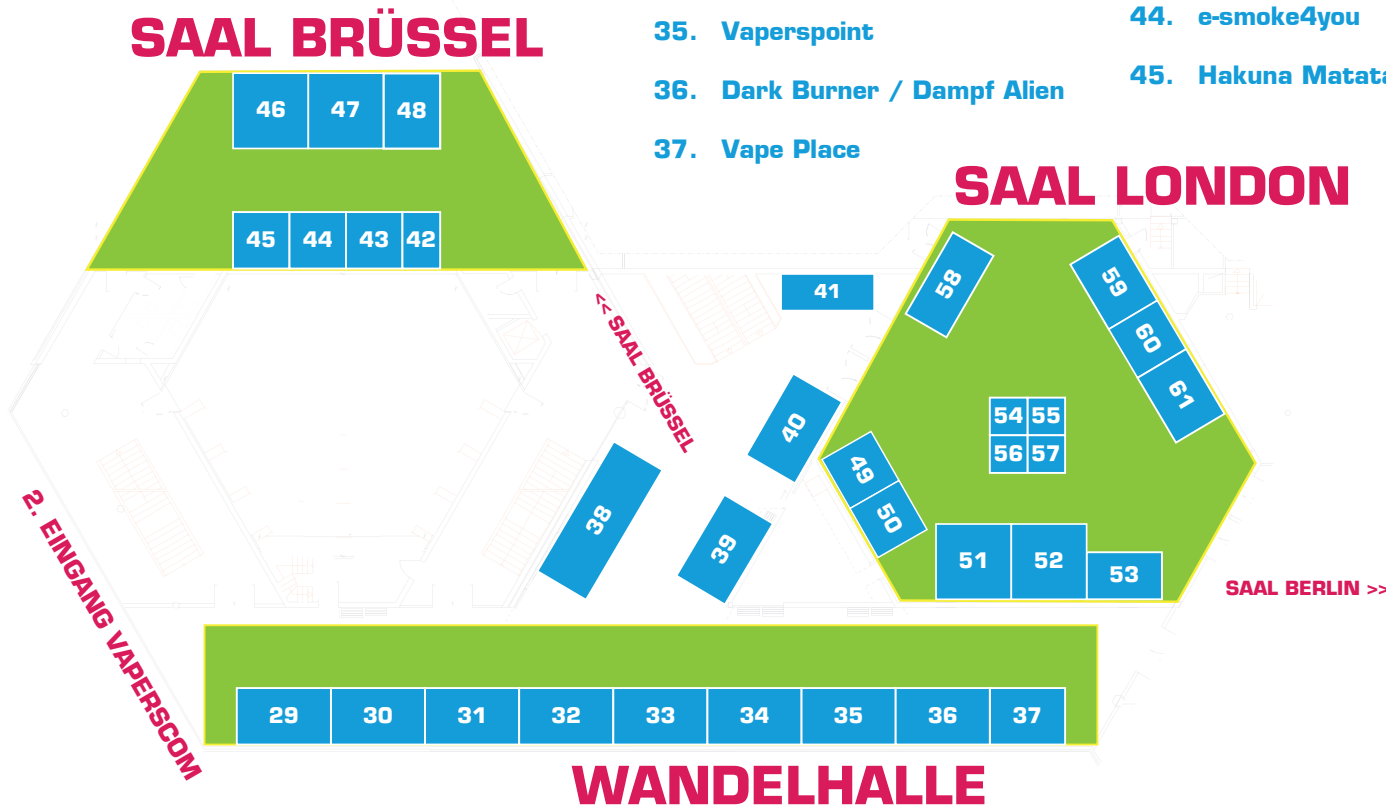 SAAL BRÜSSEL
35. Vaperspoint
36. Dark Burner / Dampf Alien
37. Vape Place
44. e-smoke4you
45. Hakuna Matata
SAAL LONDON
46 47 48
45 44 43 42
41
<< SAAL BRÜSSEL
58
59
60
61
40
54 55
56 57
49
50
38
39
51 52 53
2. EINGANG VAPERSCOM
SAAL BERLIN >>
29 30 31 32 33 34 35 36 37
WANDELHALLE